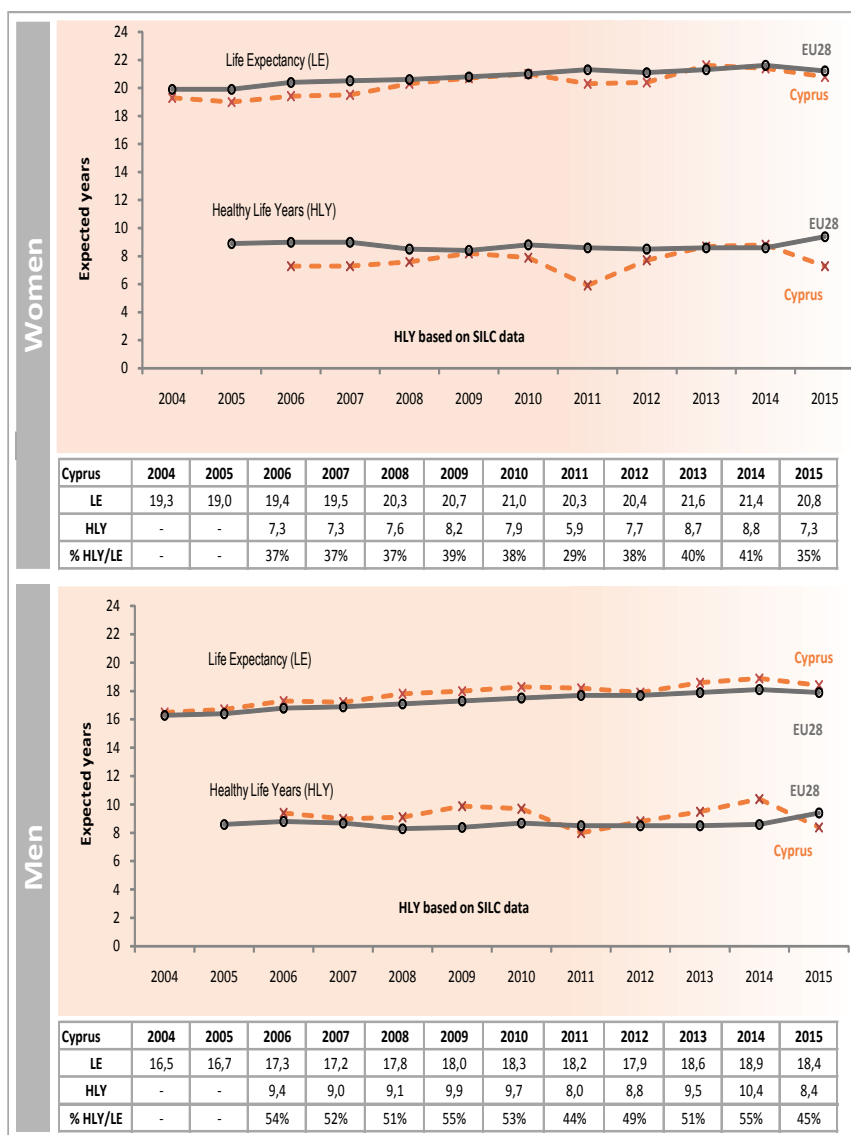 Women
24
22
20
18
16
14
12
10
8
6
4
2
0
Expected years
Life Expectancy (LE)
EU28
Cyprus
Healthy Life Years (HLY)
EU28
Cyprus
HLY based on SILC data
2004 2005 2006 2007 2008 2009 2010 2011 2012 2013 2014 2015
Cyprus 2004 2005 2006 2007 2008 2009 2010 2011 2012 2013 2014 2015
LE 19,3 19,0 19,4 19,5 20,3 20,7 21,0 20,3 20,4 21,6 21,4 20,8
HLY - - 7,3 7,3 7,6 8,2 7,9 5,9 7,7 8,7 8,8 7,3
% HLY/LE - - 37% 37% 37% 39% 38% 29% 38% 40% 41% 35%
Men
24
22
20
18
16
14
12
10
8
6
4
2
0
Expected years
Life Expectancy (LE)
Cyprus
EU28
Healthy Life Years (HLY)
EU28
Cyprus
HLY based on SILC data
2004 2005 2006 2007 2008 2009 2010 2011 2012 2013 2014 2015
Cyprus 2004 2005 2006 2007 2008 2009 2010 2011 2012 2013 2014 2015
LE 16,5 16,7 17,3 17,2 17,8 18,0 18,3 18,2 17,9 18,6 18,9 18,4
HLY - - 9,4 9,0 9,1 9,9 9,7 8,0 8,8 9,5 10,4 8,4
% HLY/LE - - 54% 52% 51% 55% 53% 44% 49% 51% 55% 45%